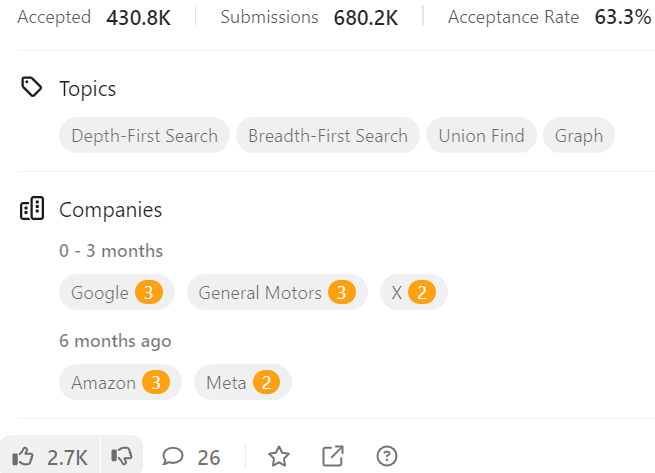 Accepted 430.8K Submissions 680.2K Acceptance Rate 63.3%
Topics
Depth-First Search Breadth-First Search Union Find Graph
Companies
0 - 3 months
Google 3 General Motors 3 X 2
6 months ago
Amazon 3 Meta 2
2.7K 26